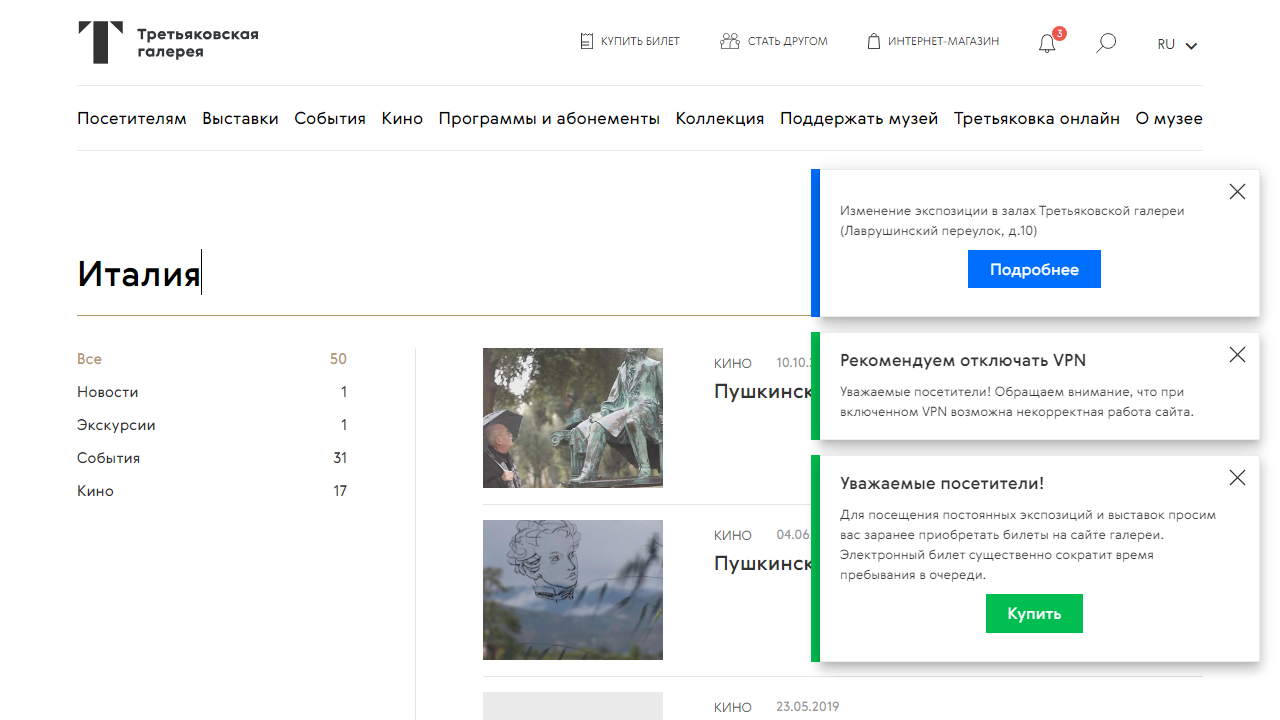 Третьяковская
галерея
КУПИТЬ БИЛЕТ
СТАТЬ ДРУГОМ
ИНТЕРНЕТ-МАГАЗИН
3
RU
Посетителям Выставки События Кино Программы и абонементы Коллекция Поддержать музей Третьяковка онлайн О музее
Италия
Все 50
Новости 1
Экскурсии 1
События 31
Кино 17
КИНО 10.10.
Пушкинск
КИНО 04.06.
Пушкинск
КИНО 23.05.2019
Изменение экспозиции в залах Третьяковской галереи
(Лаврушинский переулок, д.10)
Подробнее
Рекомендуем отключать VPN
Уважаемые посетители! Обращаем внимание, что при
включенном VPN возможна некорректная работа сайта.
Уважаемые посетители!
Для посещения постоянных экспозиций и выставок просим
вас заранее приобретать билеты на сайте галереи.
Электронный билет существенно сократит время
пребывания в очереди.
Купить